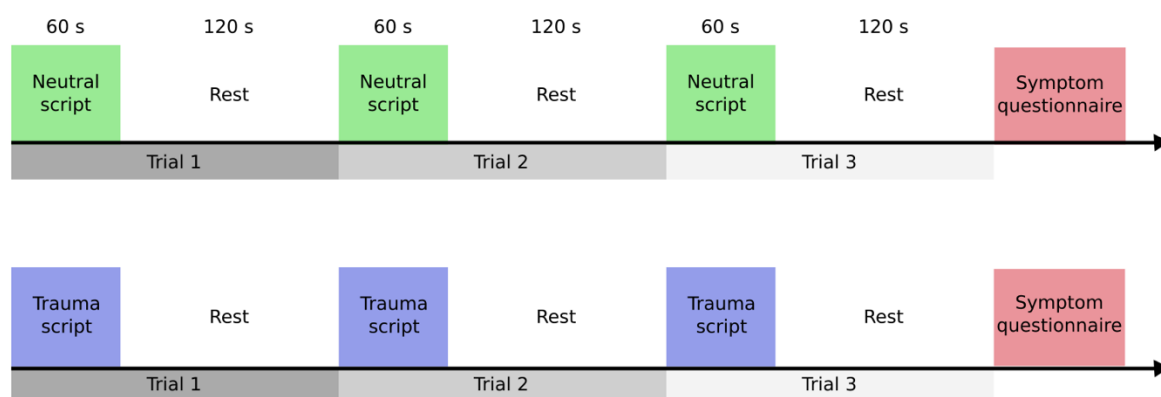 60 s 120 s 60 s 120 s 60 s 120 s
Neutral script Rest Neutral script Rest Neutral script Rest Symptom questionnaire
Trial 1 Trial 2 Trial 3
Trauma script Rest Trauma script Rest Trauma script Rest Symptom questionnaire
Trial 1 Trial 2 Trial 3